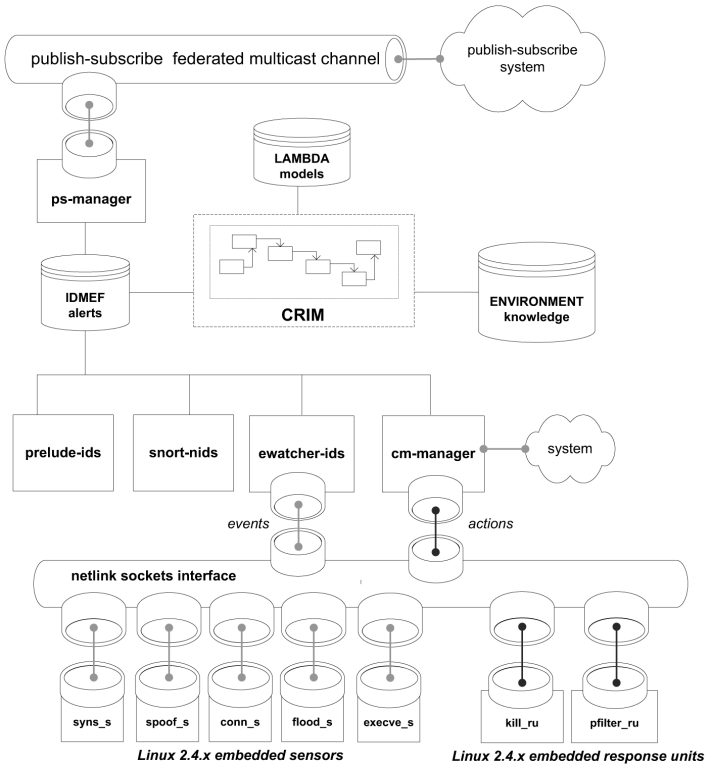 publish-subscribe federated multicast channel
publish-subscribe
system
LAMBDA
models
ps-manager
IDMEF
alerts
CRIM
ENVIRONMENT
knowledge
prelude-ids
snort-nids
ewatcher-ids
cm-manager
system
events
actions
netlink sockets interface
syns_s
spoof_s
conn_s
flood_s
execve_s
kill_ru
pfilter_ru
Linux 2.4.x embedded sensors
Linux 2.4.x embedded response units